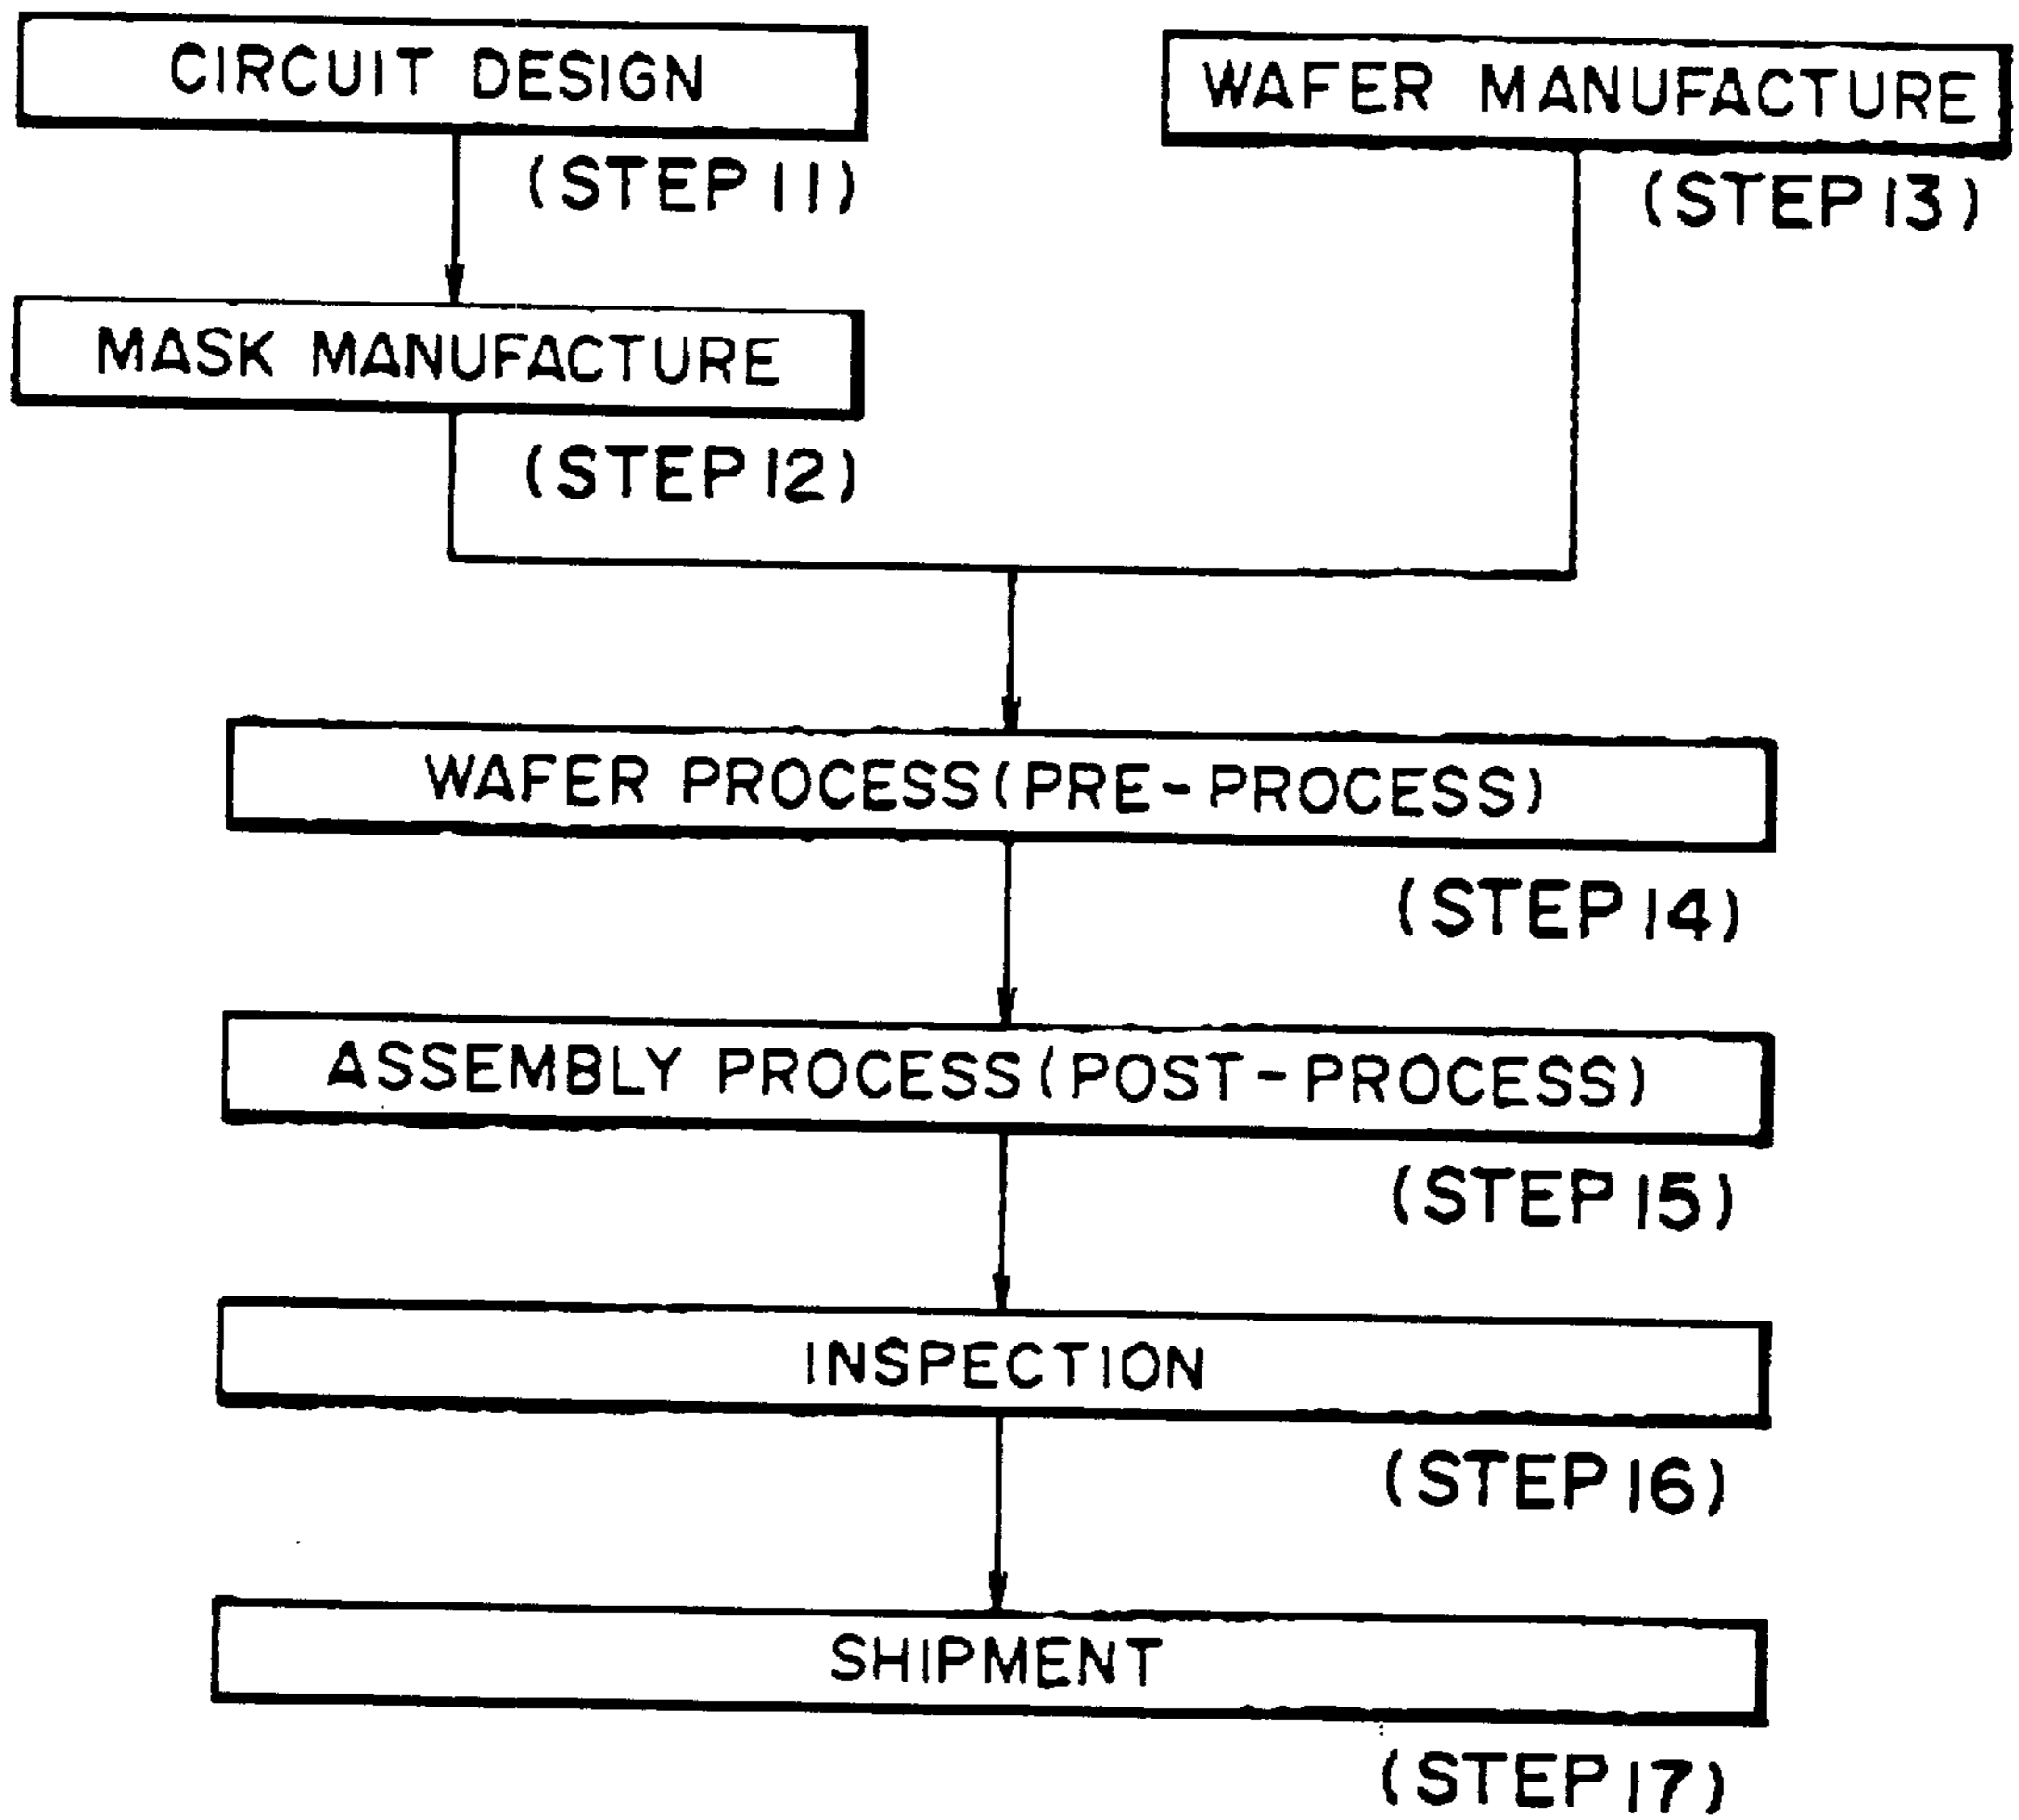 CIRCUIT DESIGN
(STEP 11)
WAFER MANUFACTURE
(STEP 13)
MASK MANUFACTURE
(STEP 12)
WAFER PROCESS (PRE-PROCESS)
(STEP 14)
ASSEMBLY PROCESS (POST-PROCESS)
(STEP 15)
INSPECTION
(STEP 16)
SHIPMENT
(STEP 17)